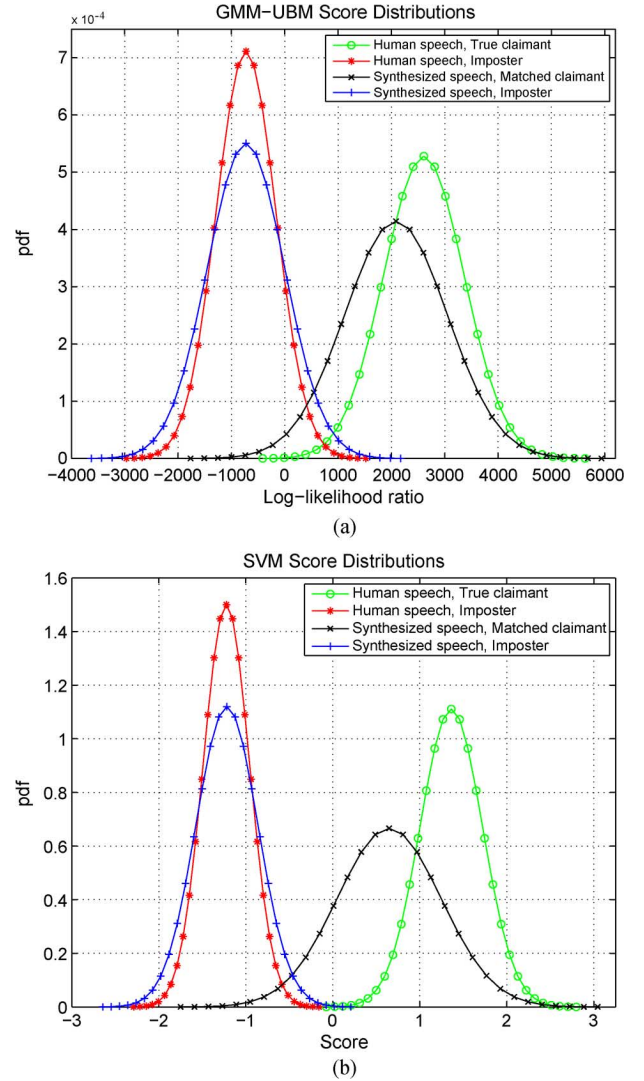 GMM-UBM Score Distributions
x 10⁻⁴
Human speech, True claimant
Human speech, Imposter
Synthesized speech, Matched claimant
Synthesized speech, Imposter
7
6
5
4
3
2
1
0
pdf
−4000 −3000 −2000 −1000 0 1000 2000 3000 4000 5000 6000
Log-likelihood ratio
(a)
SVM Score Distributions
Human speech, True claimant
Human speech, Imposter
Synthesized speech, Matched claimant
Synthesized speech, Imposter
1.6
1.4
1.2
1
0.8
0.6
0.4
0.2
0
pdf
−3 −2 −1 0 1 2 3
Score
(b)